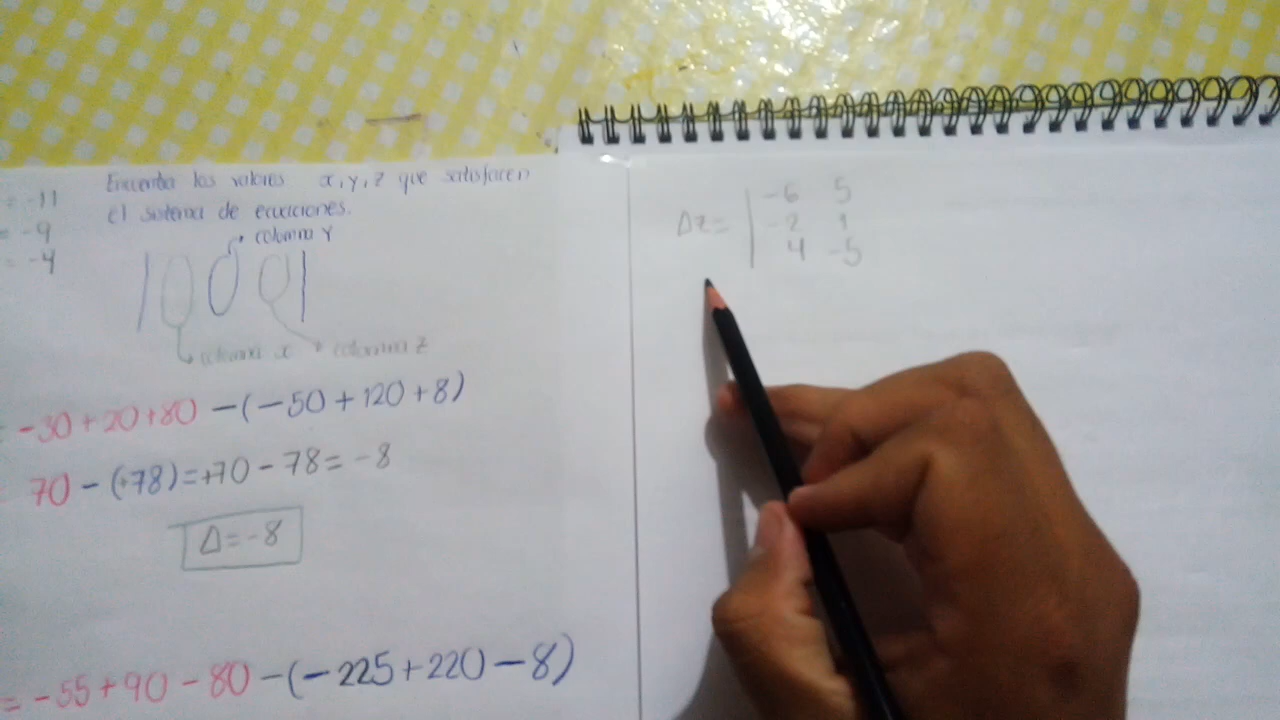 = -11
= -9
= -4
Encuentra los valores x, y, z que satisfacen
el sistema de ecuaciones.
columna Y
columna x
columna z
= -30 + 20 + 80 - (-50 + 120 + 8)
70 - (+78) = +70 - 78 = -8
Δ = -8
= -55 + 90 - 80 - (-225 + 220 - 8)
-6 5
Δz = -2 1
4 -5